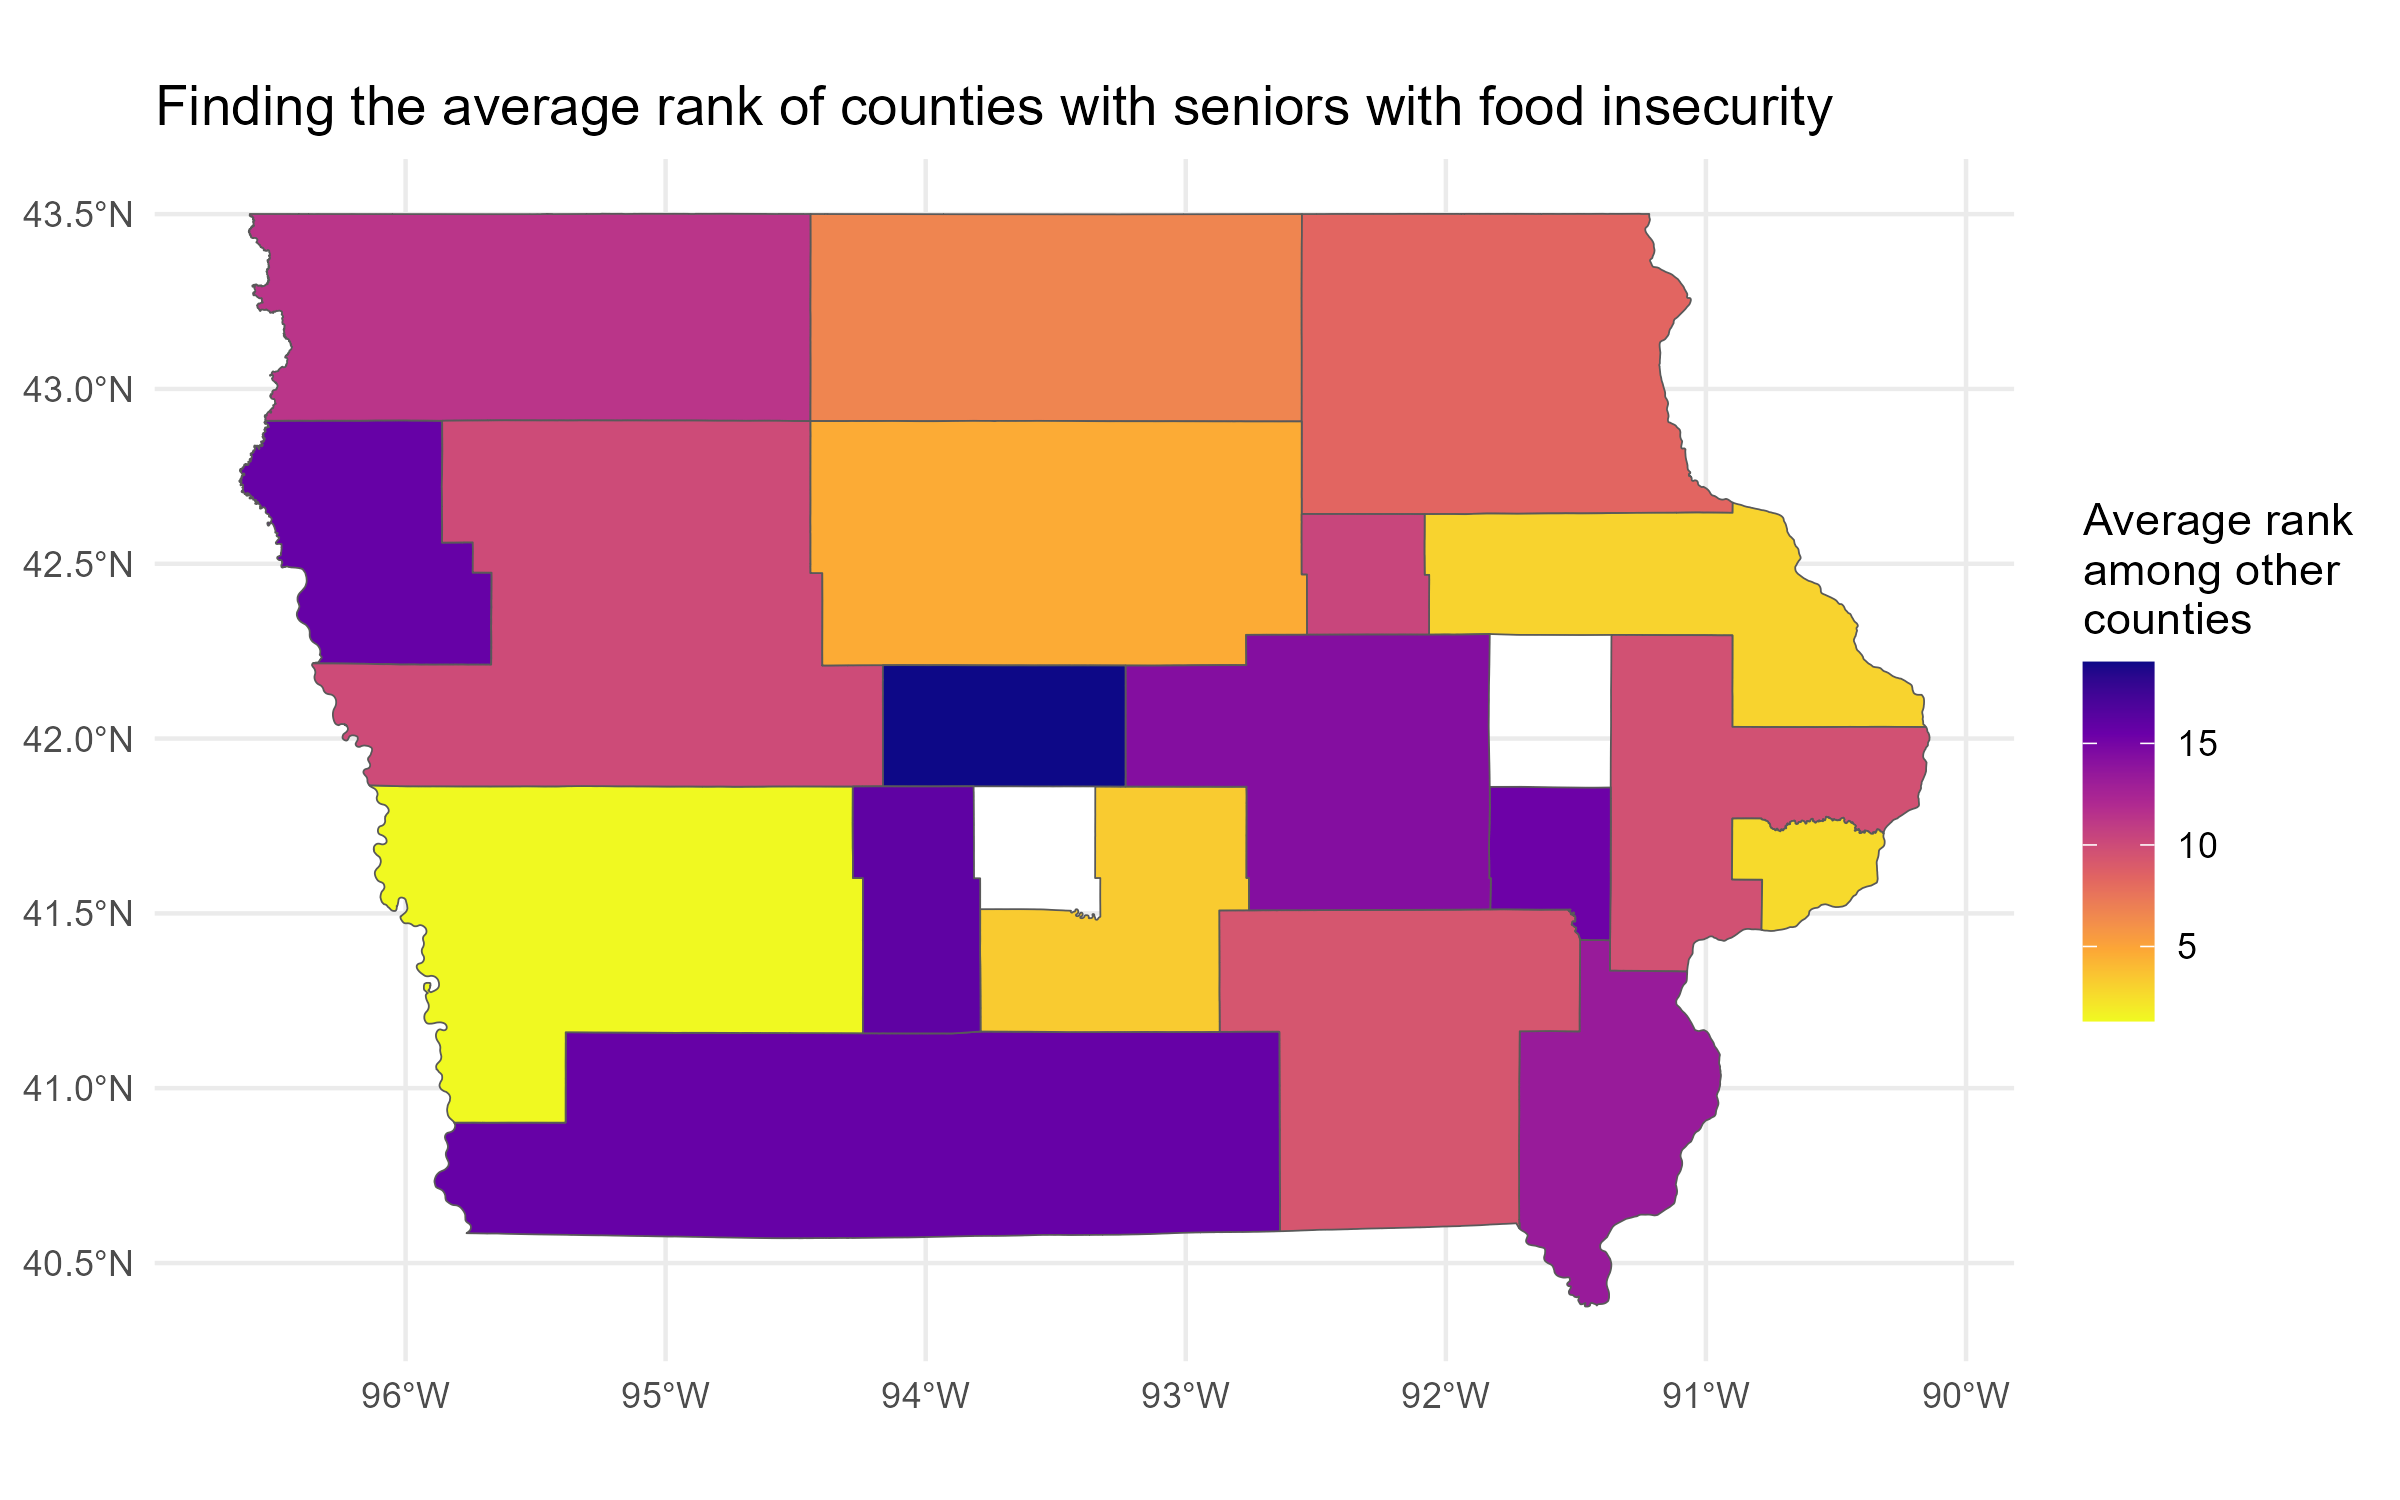 Finding the average rank of counties with seniors with food insecurity
43.5°N
43.0°N
42.5°N
42.0°N
41.5°N
41.0°N
40.5°N
96°W
95°W
94°W
93°W
92°W
91°W
90°W
Average rank
among other
counties
15
10
5